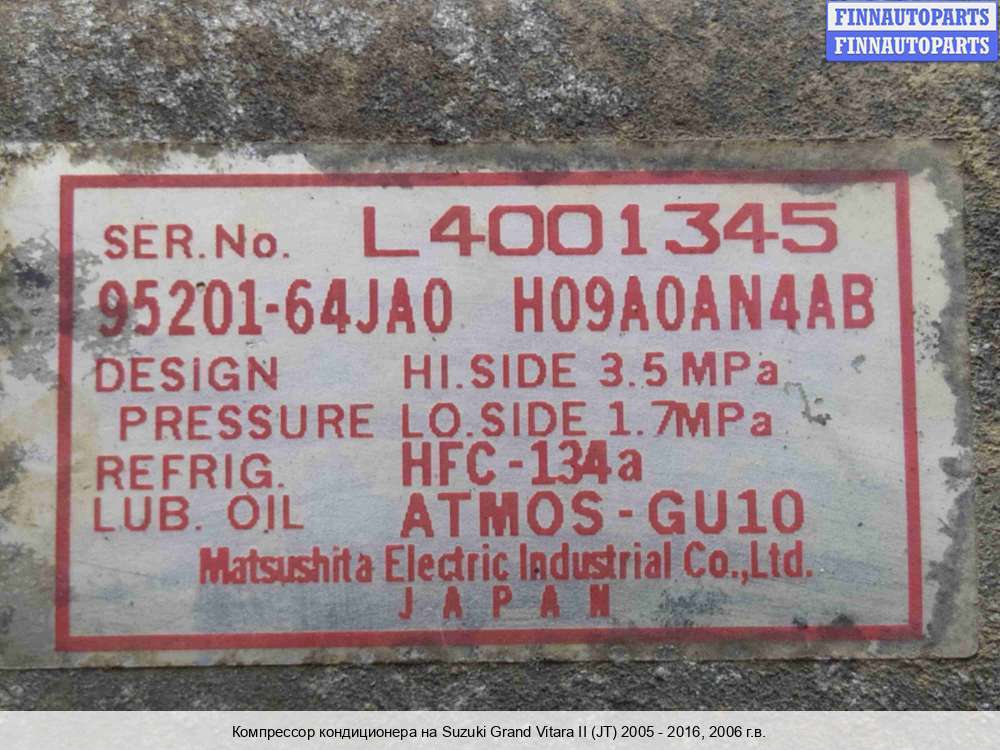 FINNAUTOPARTS
FINNAUTOPARTS
SER.No. L4001345
95201-64JA0 H09A0AN4AB
DESIGN HI.SIDE 3.5 MPa
PRESSURE LO.SIDE 1.7MPa
REFRIG. HFC-134a
LUB. OIL ATMOS-GU10
Matsushita Electric Industrial Co.,Ltd.
JAPAN
Компрессор кондиционера на Suzuki Grand Vitara II (JT) 2005 - 2016, 2006 г.в.